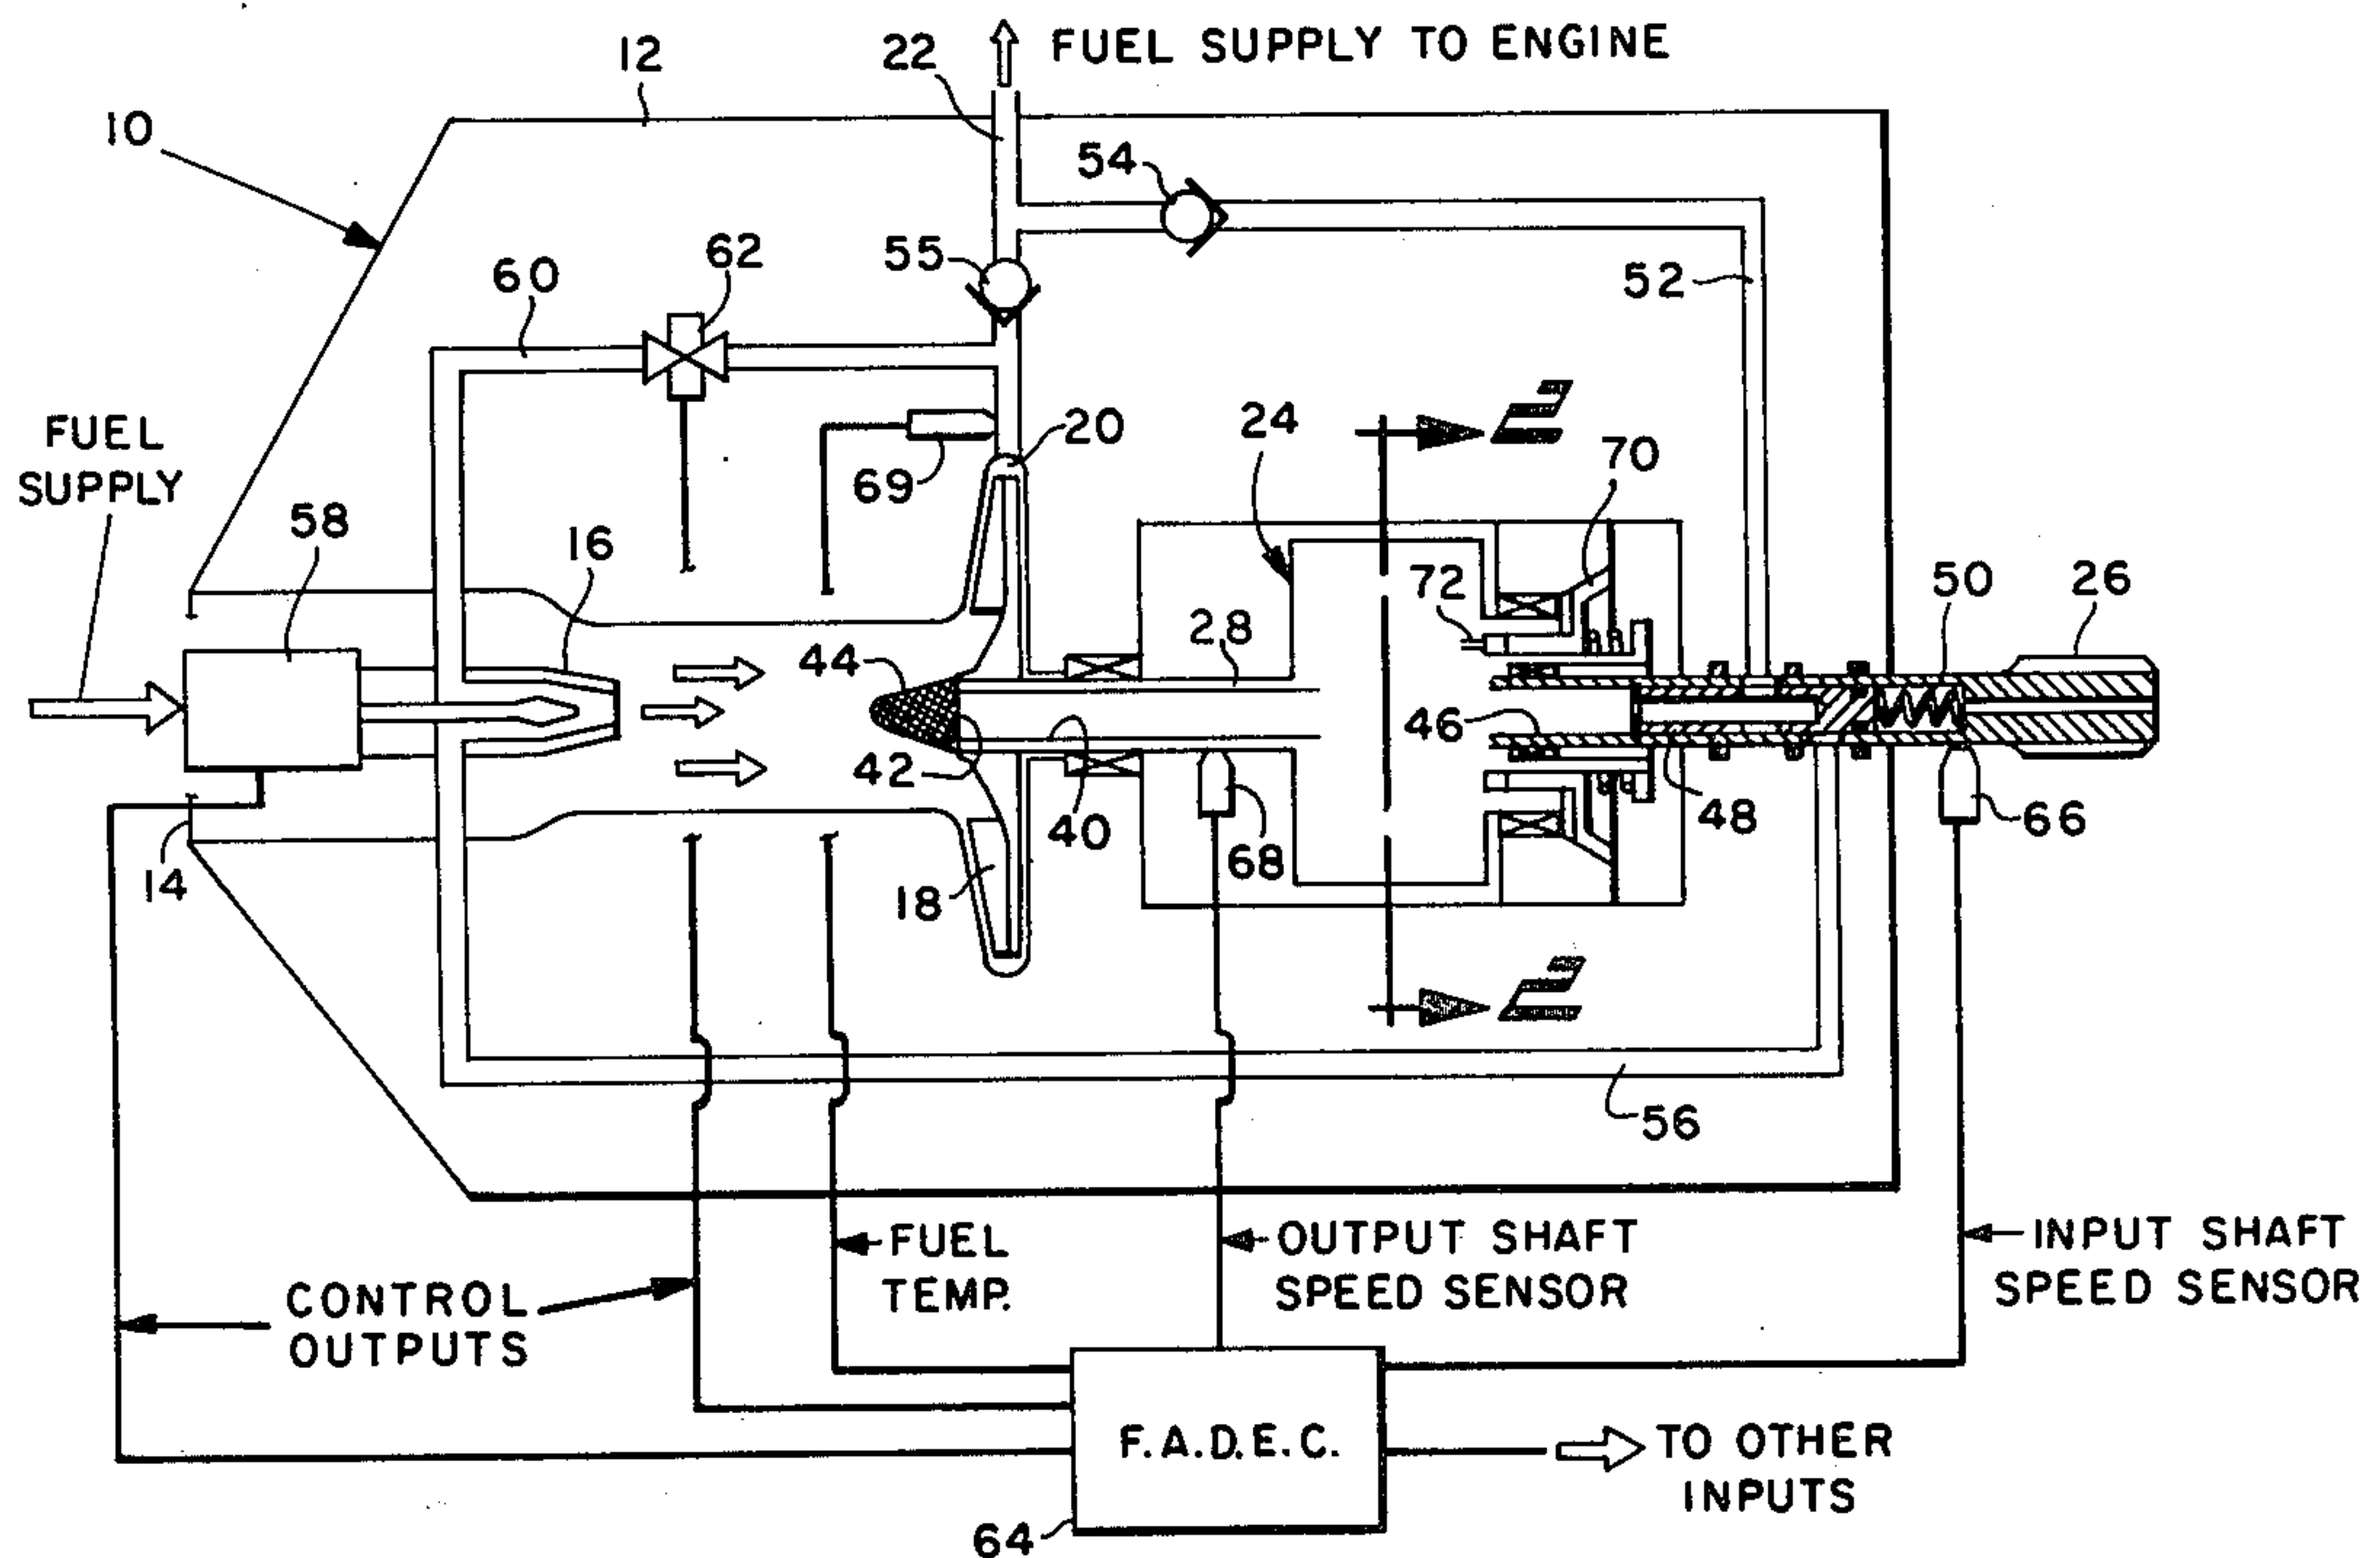 12
22
FUEL SUPPLY TO ENGINE
10
54
55
62
60
52
FUEL
SUPPLY
20
24
70
69
58
16
72
50
26
28
44
46
42
40
48
66
68
14
18
56
FUEL
TEMP.
OUTPUT SHAFT
SPEED SENSOR
INPUT SHAFT
SPEED SENSOR
CONTROL
OUTPUTS
F.A.D.E.C.
TO OTHER
INPUTS
64